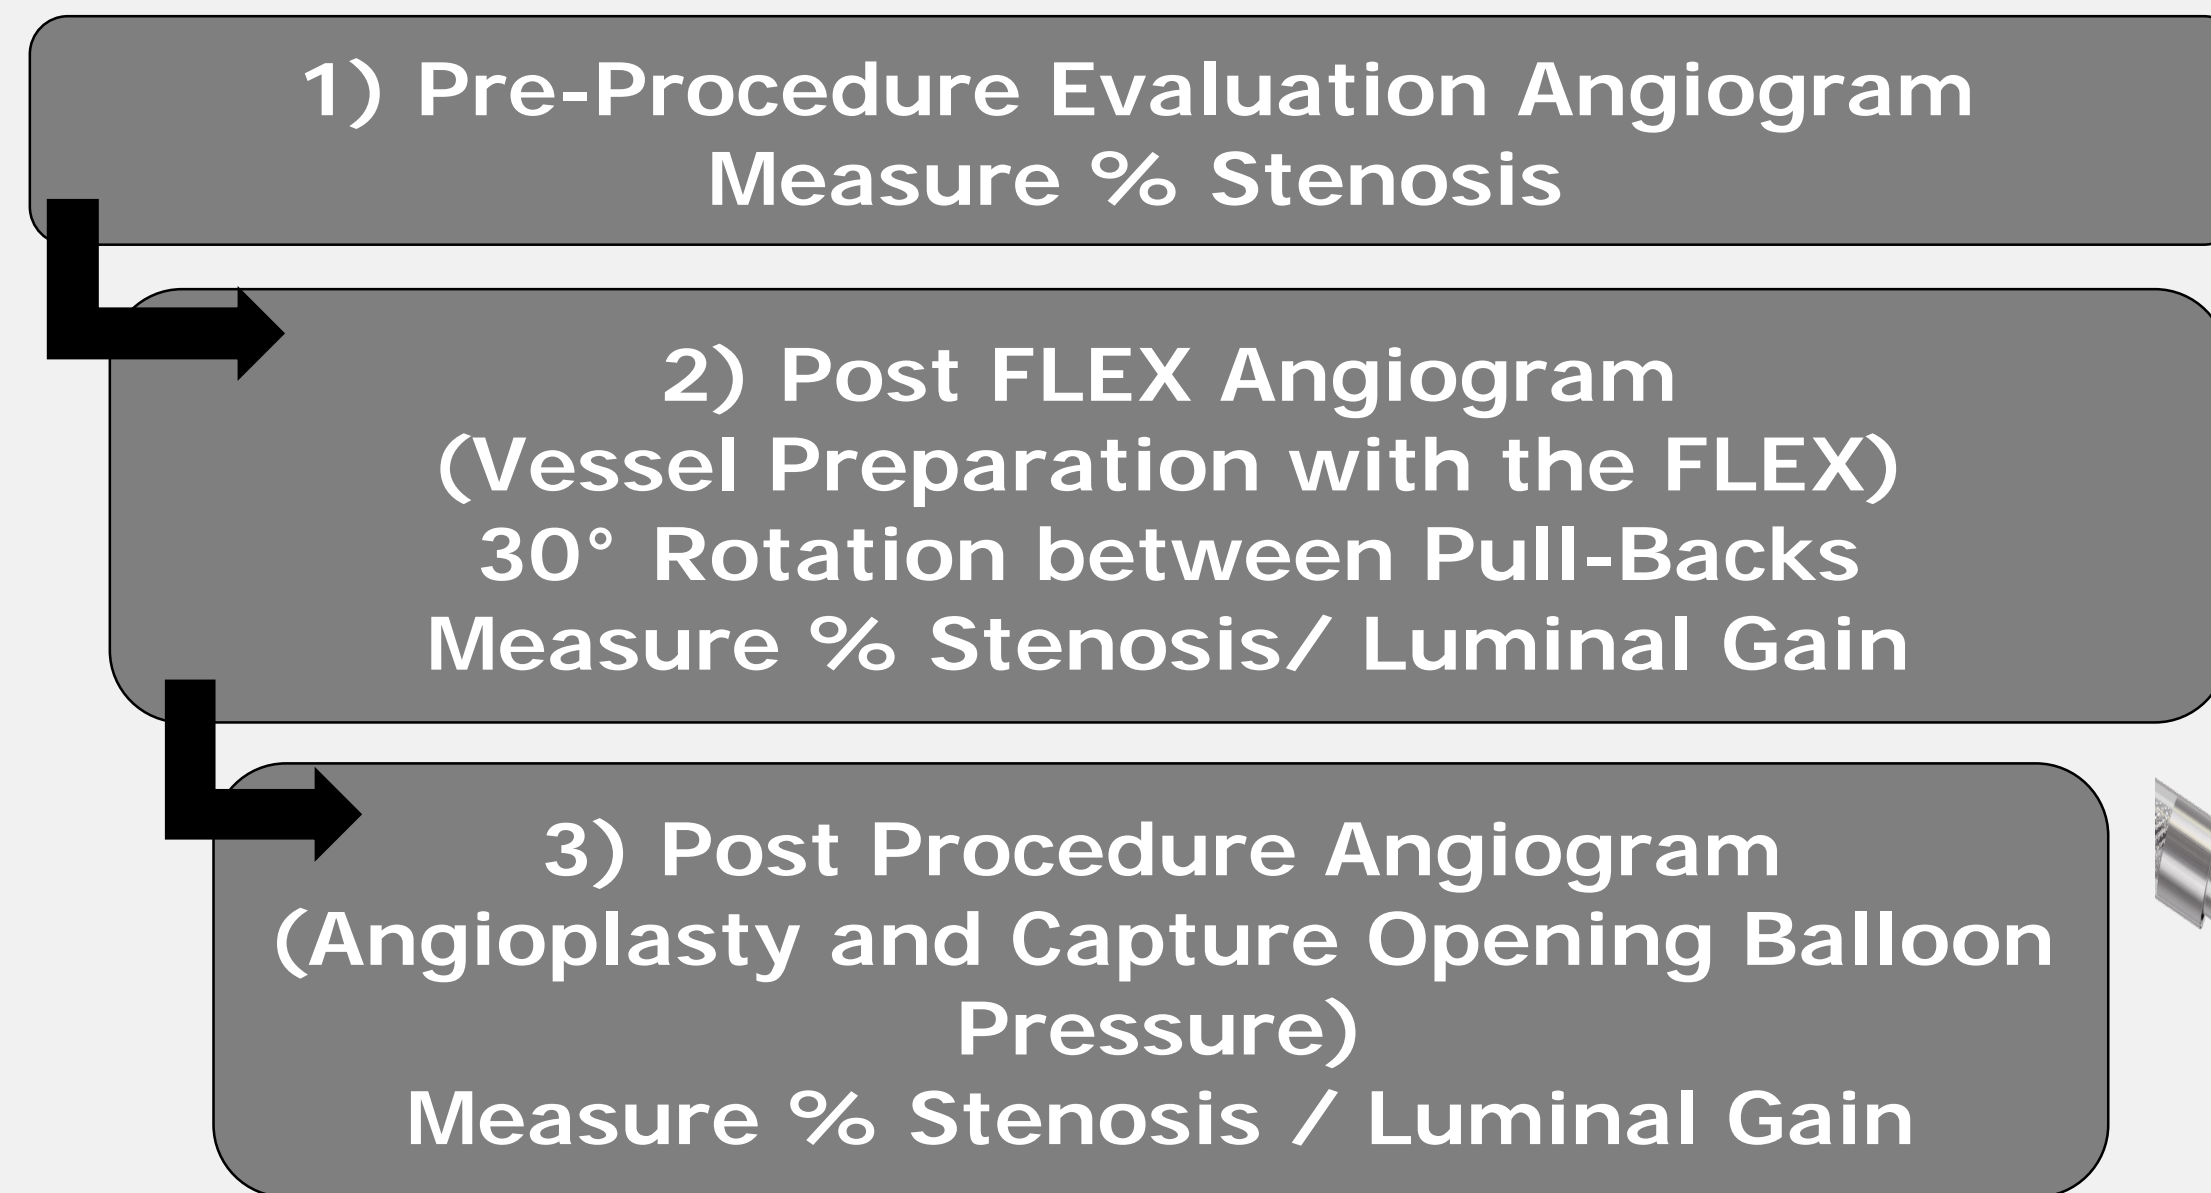 1) Pre-Procedure Evaluation Angiogram
Measure % Stenosis
2) Post FLEX Angiogram
(Vessel Preparation with the FLEX)
30° Rotation between Pull-Backs
Measure % Stenosis/ Luminal Gain
3) Post Procedure Angiogram
(Angioplasty and Capture Opening Balloon
Pressure)
Measure % Stenosis / Luminal Gain